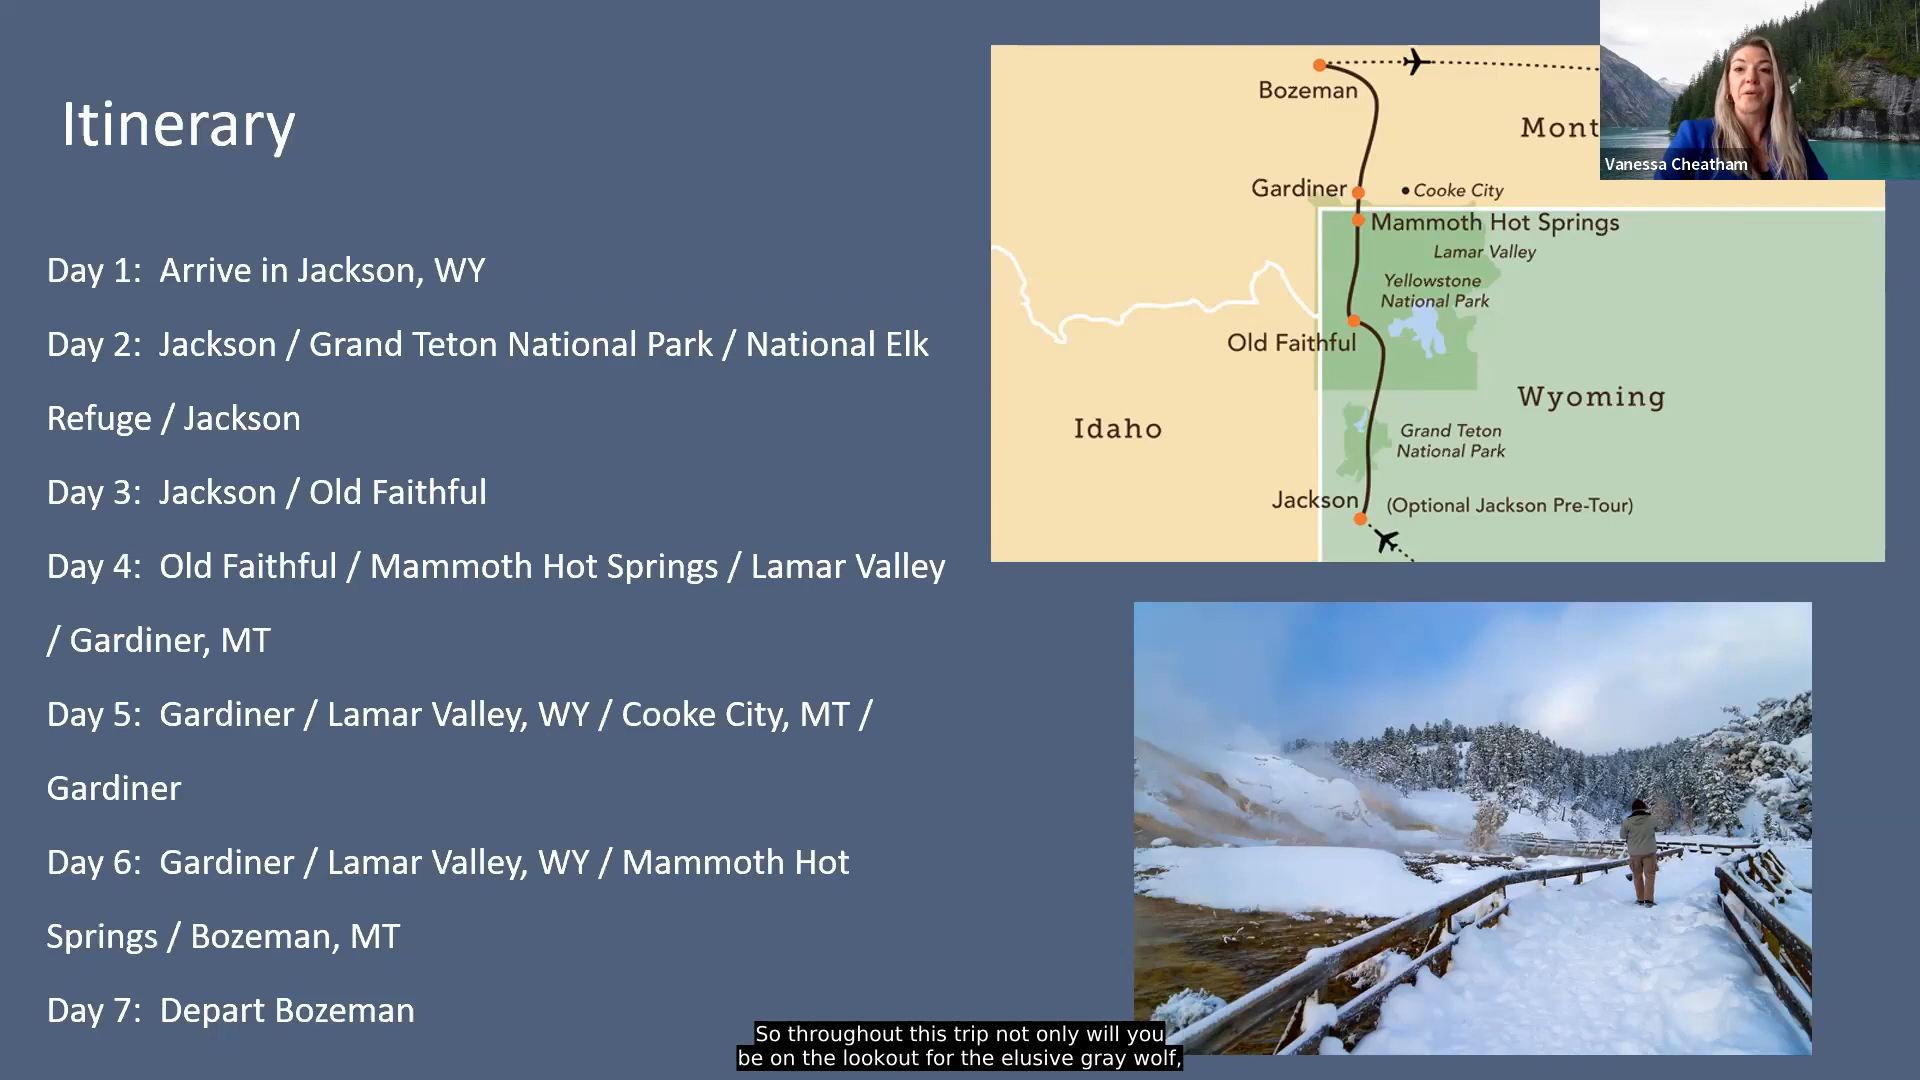 Itinerary
Day 1:  Arrive in Jackson, WY
Day 2:  Jackson / Grand Teton National Park / National Elk
Refuge / Jackson
Day 3:  Jackson / Old Faithful
Day 4:  Old Faithful / Mammoth Hot Springs / Lamar Valley
/ Gardiner, MT
Day 5:  Gardiner / Lamar Valley, WY / Cooke City, MT /
Gardiner
Day 6:  Gardiner / Lamar Valley, WY / Mammoth Hot
Springs / Bozeman, MT
Day 7:  Depart Bozeman
Bozeman
Mont
Gardiner
Cooke City
Mammoth Hot Springs
Lamar Valley
Yellowstone
National Park
Old Faithful
Wyoming
Idaho
Grand Teton
National Park
Jackson
(Optional Jackson Pre-Tour)
Vanessa Cheatham
So throughout this trip not only will you
be on the lookout for the elusive gray wolf,